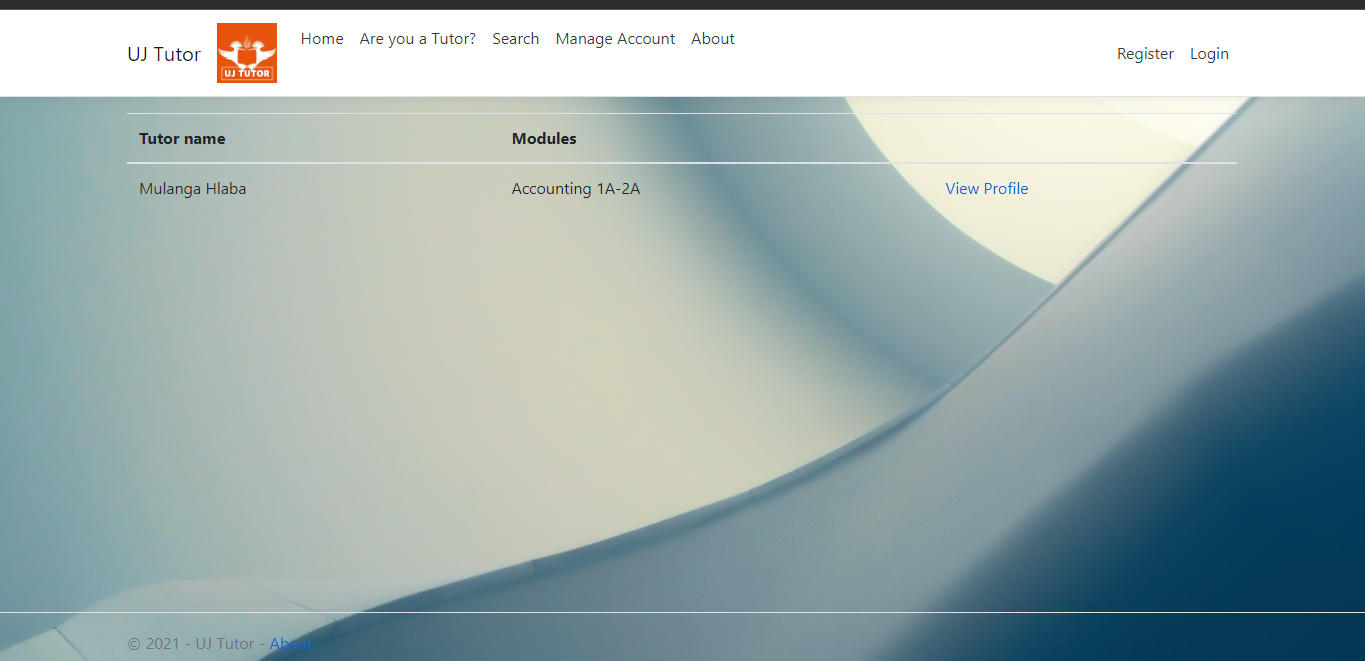 UJ Tutor UJ TUTOR Home Are you a Tutor? Search Manage Account About Register Login
Tutor name Modules
Mulanga Hlaba Accounting 1A-2A View Profile
© 2021 - UJ Tutor - About